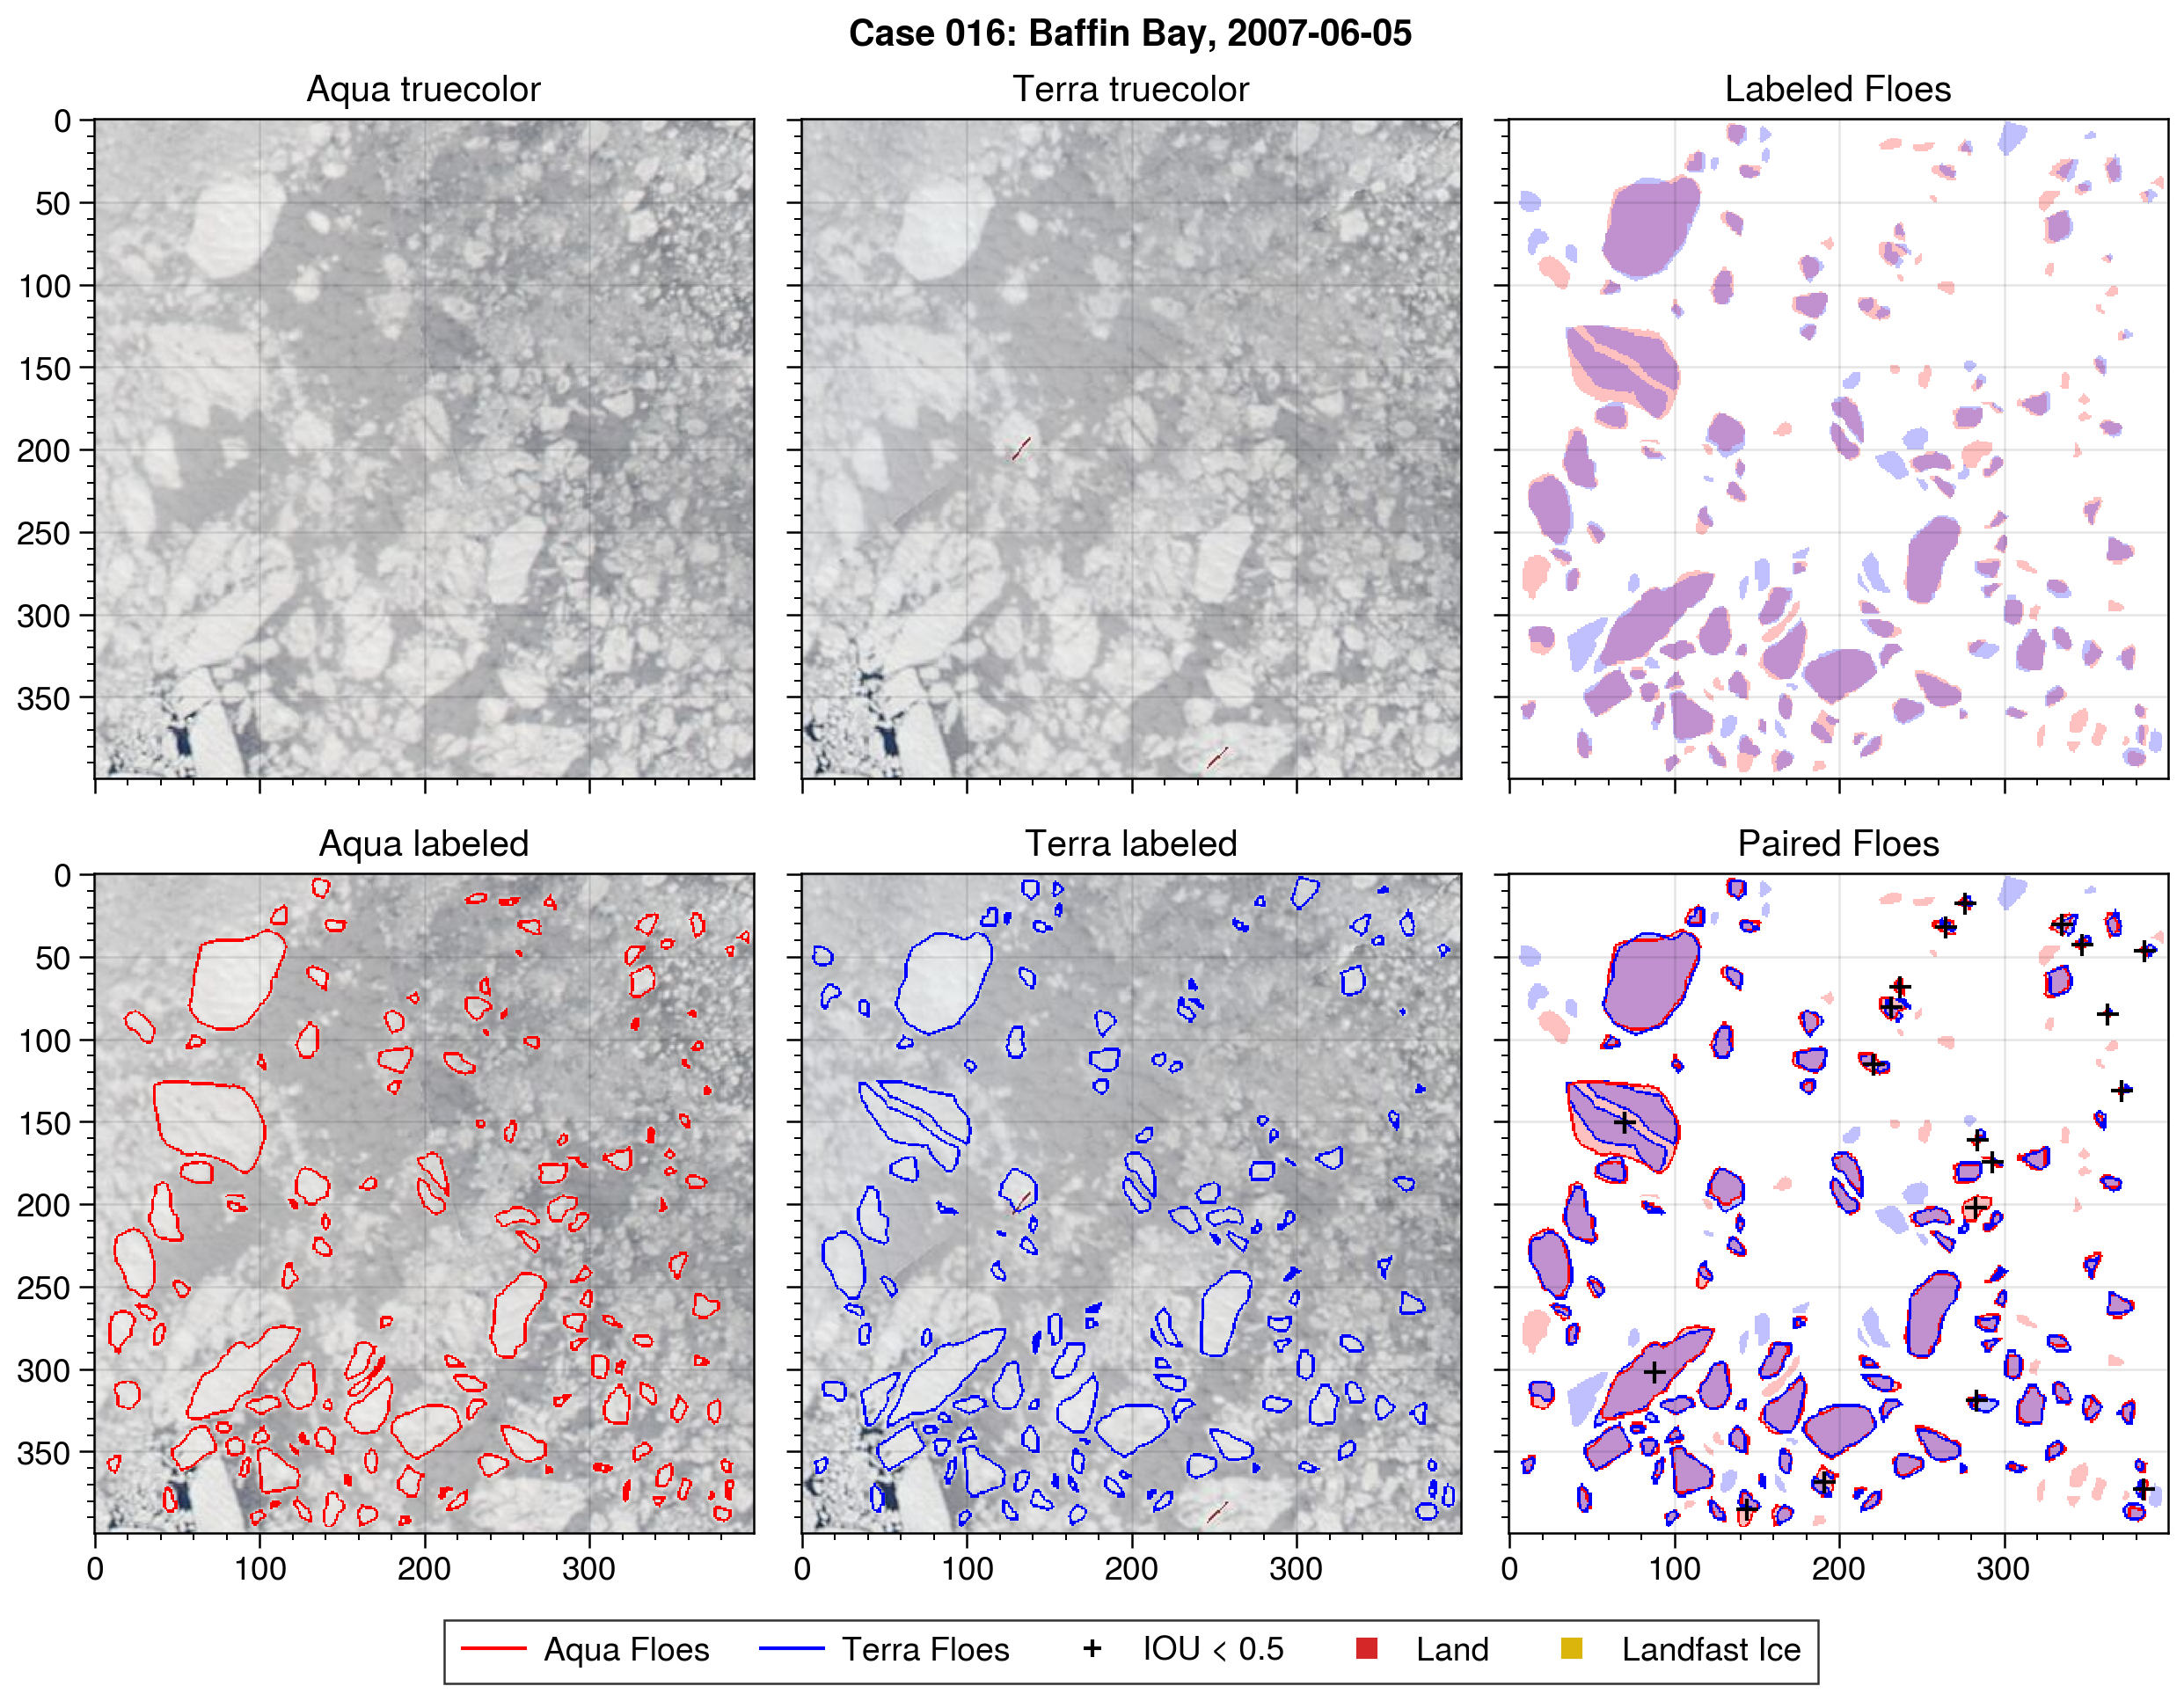 Case 016: Baffin Bay, 2007-06-05
Aqua truecolor
Terra truecolor
Labeled Floes
0
50
100
150
200
250
300
350
Aqua labeled
Terra labeled
Paired Floes
0
50
100
150
200
250
300
350
0 100 200 300
0 100 200 300
0 100 200 300
Aqua Floes
Terra Floes
IOU < 0.5
Land
Landfast Ice